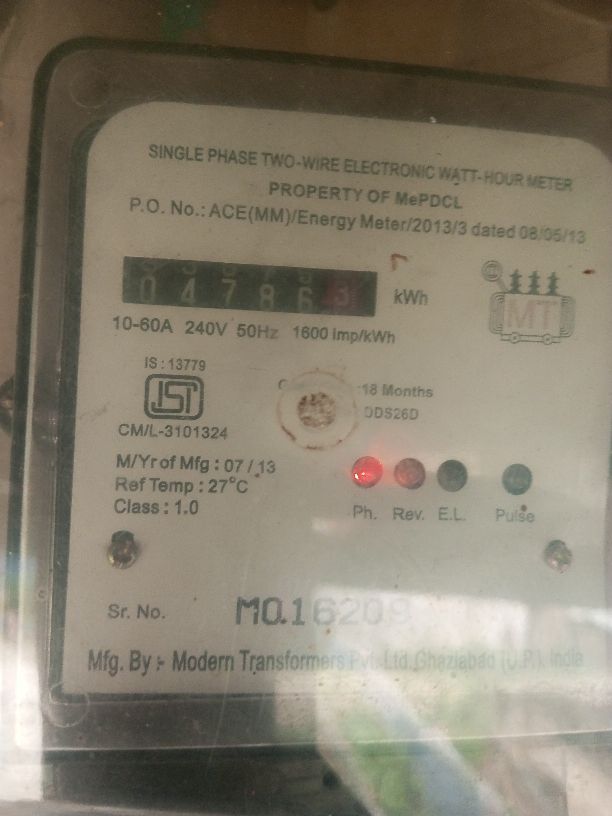 SINGLE PHASE TWO-WIRE ELECTRONIC WATT-HOUR METER
PROPERTY OF MePDCL
P.O. No.: ACE(MM)/Energy Meter/2013/3 dated 08/05/13
0 4 7 8 6 3 kWh
MT
10-60A 240V 50Hz 1600 imp/kWh
IS : 13779
18 Months
DDS26D
CM/L-3101324
M/Yr of Mfg : 07 / 13
Ref Temp : 27°C
Class : 1.0
Ph. Rev. E.L. Pulse
Sr. No. MO.16209
Mfg. By :- Modern Transformers Pvt. Ltd. Ghaziabad (U.P.) India